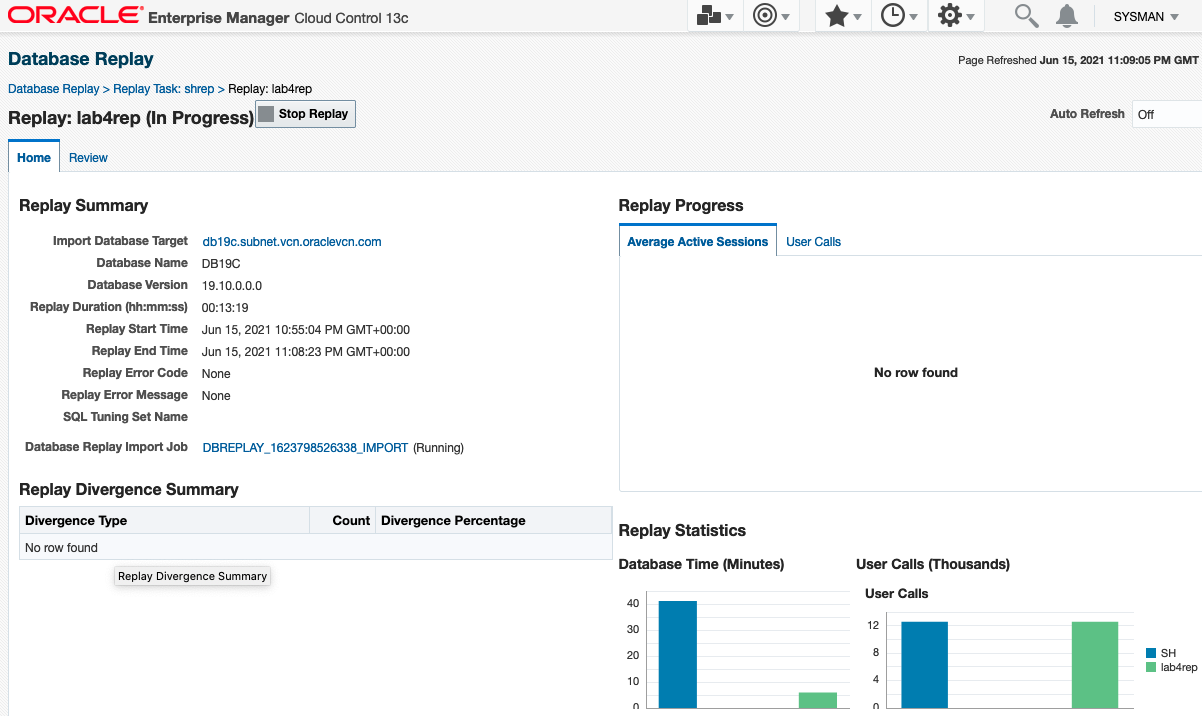 ORACLE® Enterprise Manager Cloud Control 13c
SYSMAN
Database Replay
Page Refreshed Jun 15, 2021 11:09:05 PM GMT
Database Replay > Replay Task: shrep > Replay: lab4rep
Replay: lab4rep (In Progress) Stop Replay
Auto Refresh Off
Home Review
Replay Summary
Import Database Target db19c.subnet.vcn.oraclevcn.com
Database Name DB19C
Database Version 19.10.0.0.0
Replay Duration (hh:mm:ss) 00:13:19
Replay Start Time Jun 15, 2021 10:55:04 PM GMT+00:00
Replay End Time Jun 15, 2021 11:08:23 PM GMT+00:00
Replay Error Code None
Replay Error Message None
SQL Tuning Set Name
Database Replay Import Job DBREPLAY_1623798526338_IMPORT (Running)
Replay Divergence Summary
Divergence Type Count Divergence Percentage
No row found
Replay Divergence Summary
Replay Progress
Average Active Sessions User Calls
No row found
Replay Statistics
Database Time (Minutes)
40
30
20
10
0
User Calls (Thousands)
User Calls
12
8
4
0
SH
lab4rep